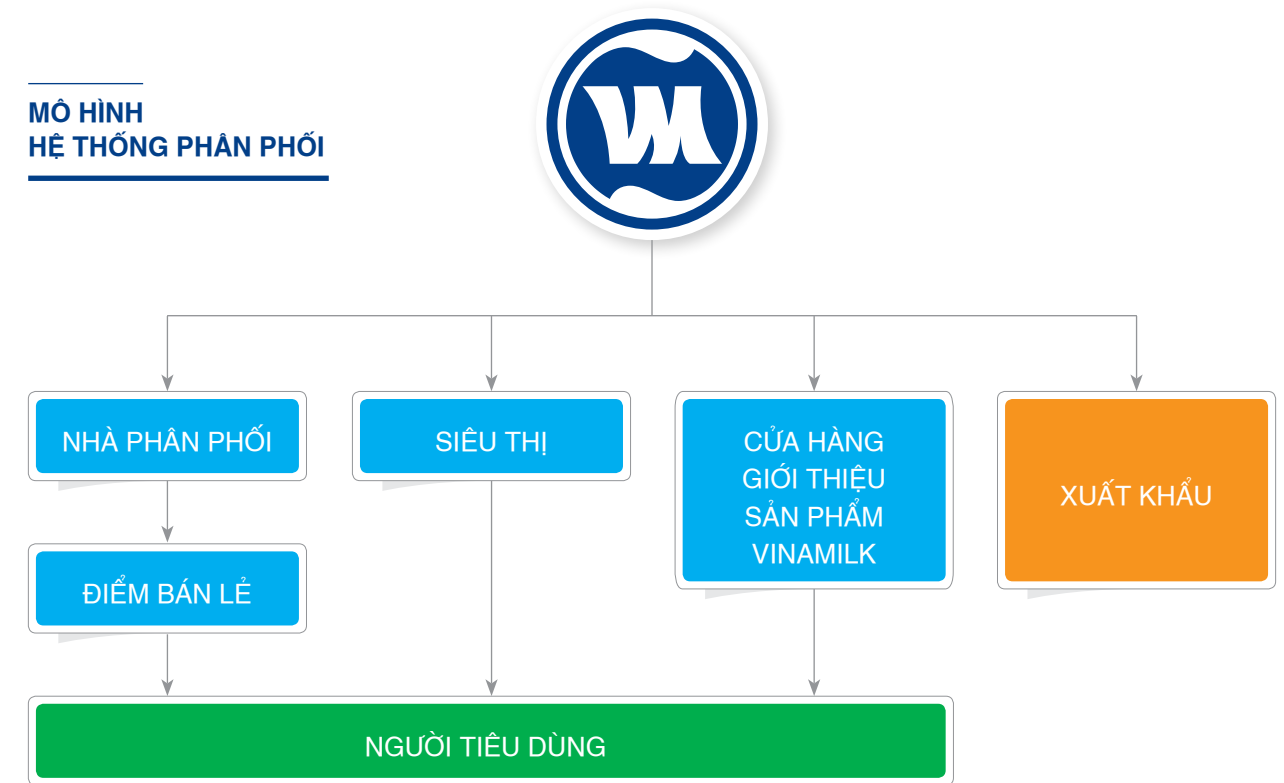 MÔ HÌNH
HỆ THỐNG PHÂN PHỐI
VM
NHÀ PHÂN PHỐI
SIÊU THỊ
CỬA HÀNG
GIỚI THIỆU
SẢN PHẨM
VINAMILK
XUẤT KHẨU
ĐIỂM BÁN LẺ
NGƯỜI TIÊU DÙNG